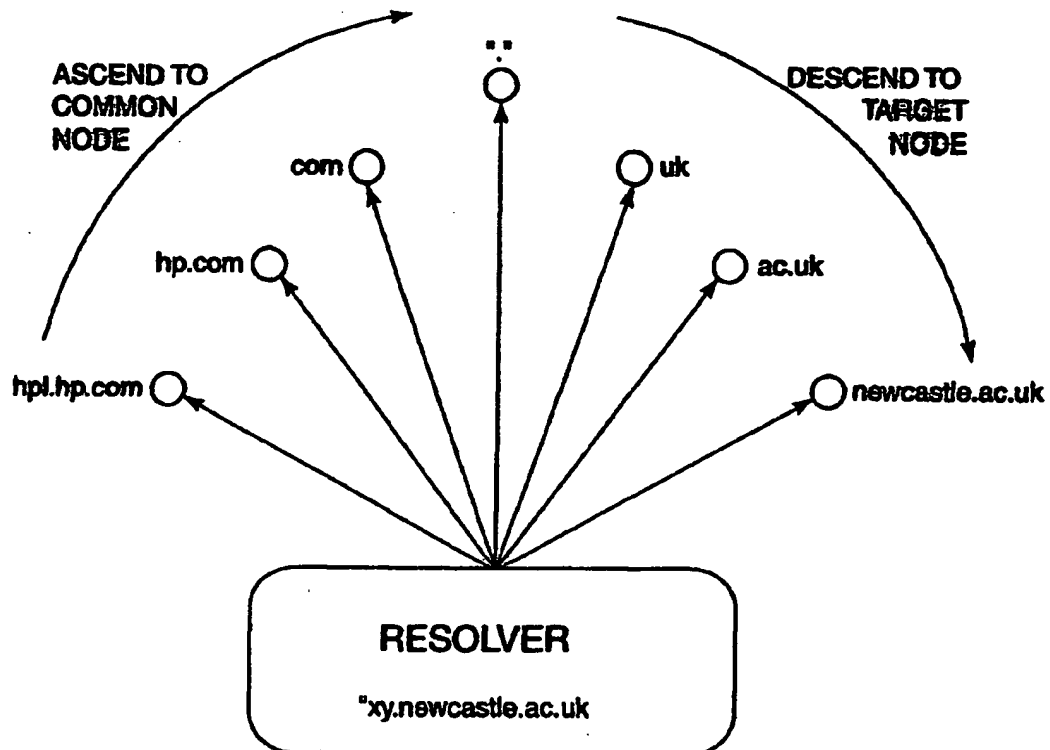 "."
ASCEND TO
COMMON
NODE
DESCEND TO
TARGET
NODE
com
uk
hp.com
ac.uk
hpl.hp.com
newcastle.ac.uk
RESOLVER
"xy.newcastle.ac.uk